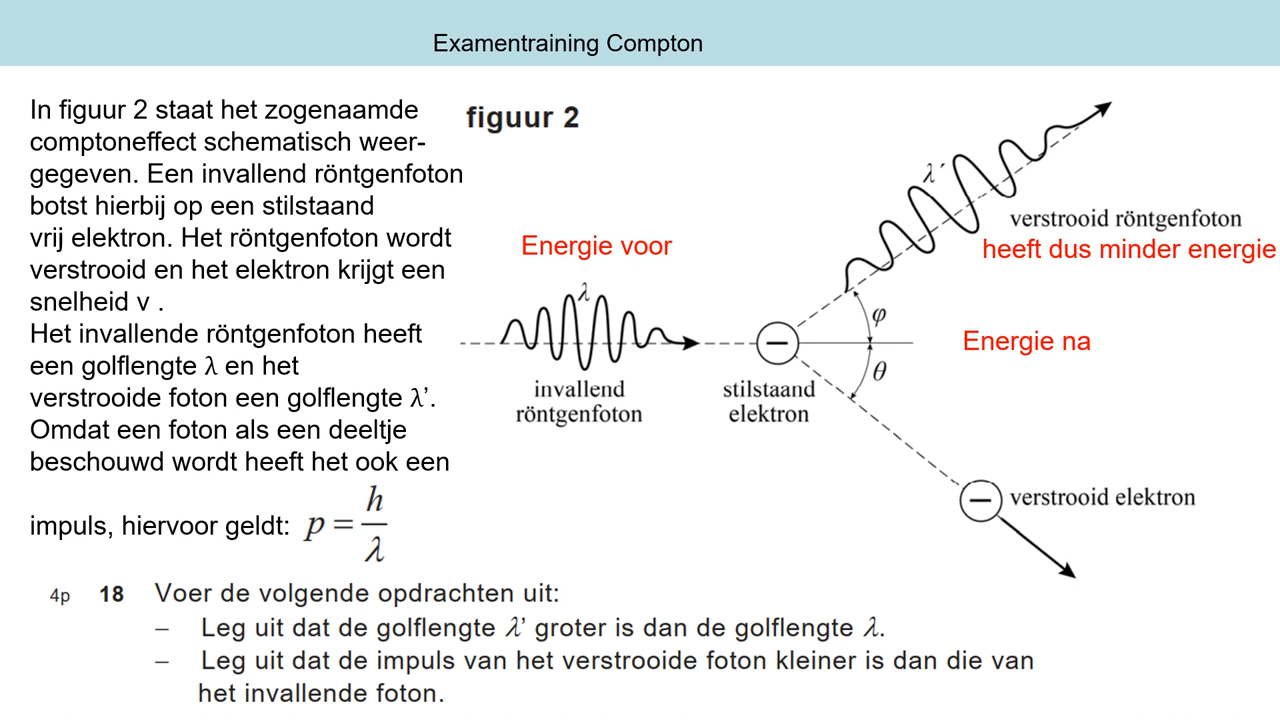 Examentraining Compton
In figuur 2 staat het zogenaamde
comptoneffect schematisch weer-
gegeven. Een invallend röntgenfoton
botst hierbij op een stilstaand
vrij elektron. Het röntgenfoton wordt
verstrooid en het elektron krijgt een
snelheid v .
Het invallende röntgenfoton heeft
een golflengte λ en het
verstrooide foton een golflengte λ’.
Omdat een foton als een deeltje
beschouwd wordt heeft het ook een
impuls, hiervoor geldt: p = h / λ
figuur 2
Energie voor
λ
invallend
röntgenfoton
stilstaand
elektron
λ´
verstrooid röntgenfoton
heeft dus minder energie
φ
Energie na
θ
verstrooid elektron
4p 18 Voer de volgende opdrachten uit:
– Leg uit dat de golflengte λ’ groter is dan de golflengte λ.
– Leg uit dat de impuls van het verstrooide foton kleiner is dan die van
het invallende foton.